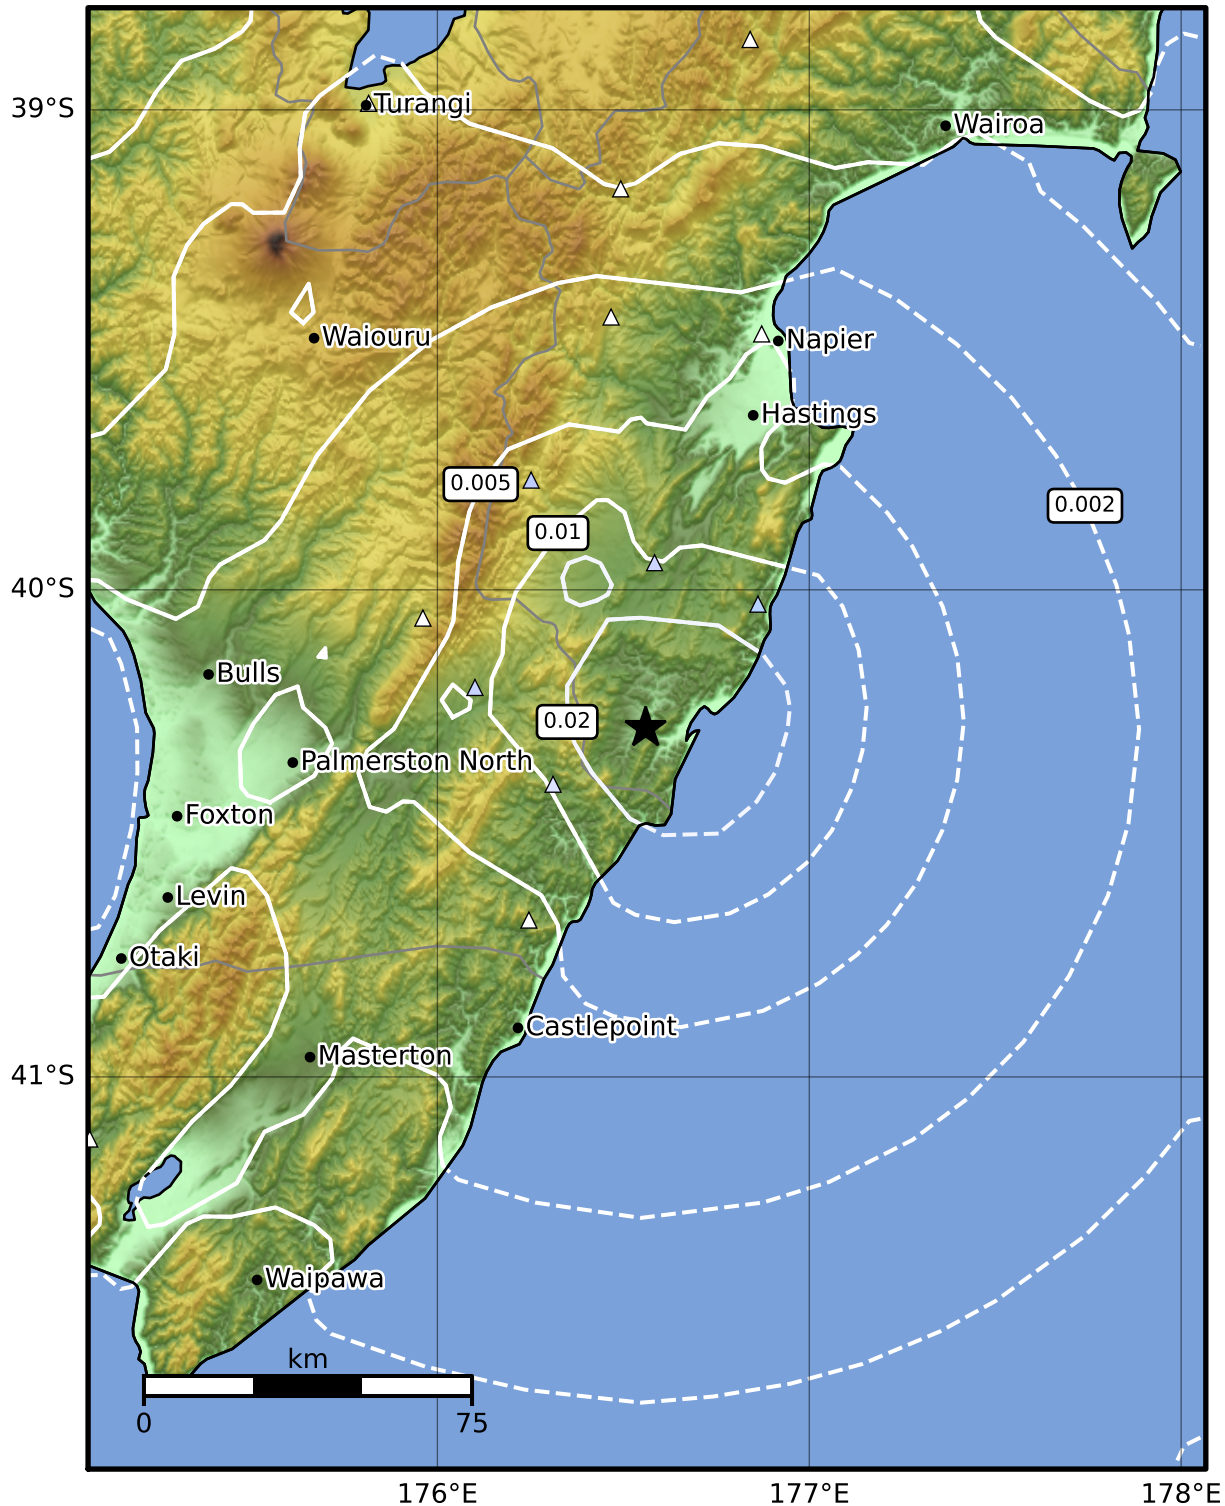 39°S
Turangi
Wairoa
Waiouru
Napier
Hastings
0.005
0.002
0.01
40°S
Bulls
0.02
Palmerston North
Foxton
Levin
Otaki
Castlepoint
Masterton
41°S
Waipawa
km
0 75
176°E 177°E 178°E